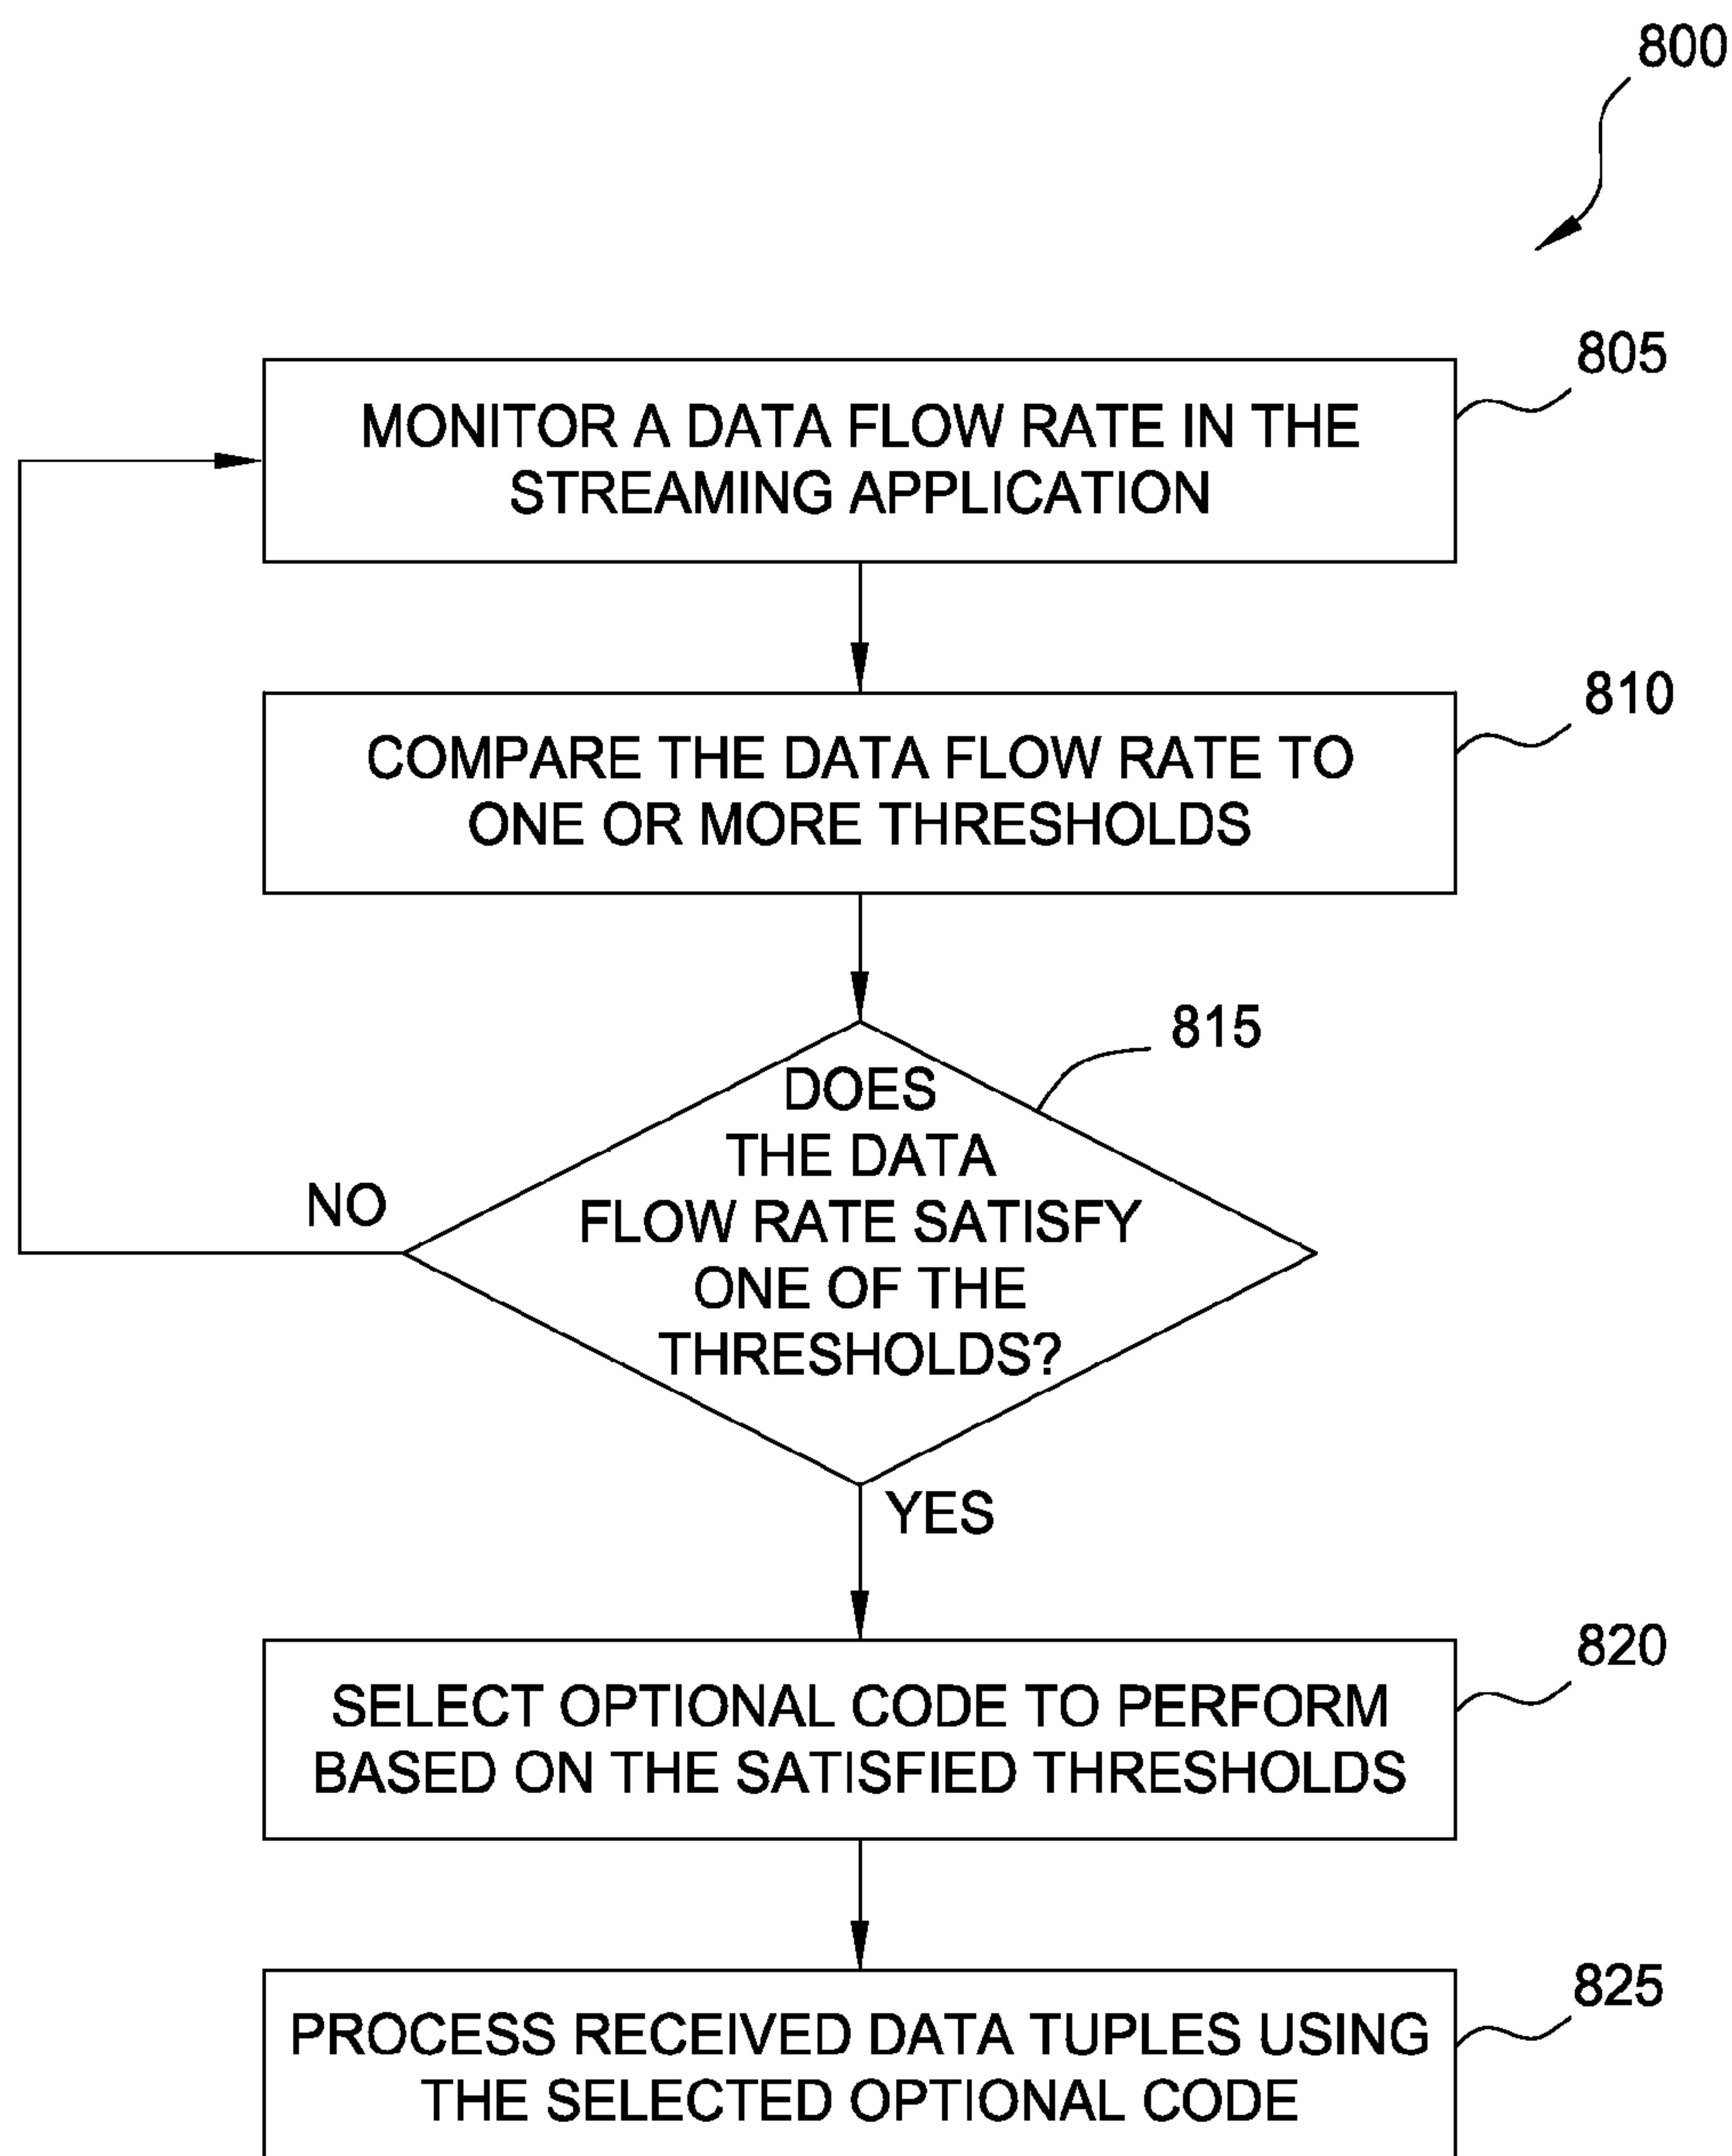 800
805
MONITOR A DATA FLOW RATE IN THE
STREAMING APPLICATION
810
COMPARE THE DATA FLOW RATE TO
ONE OR MORE THRESHOLDS
815
DOES
THE DATA
FLOW RATE SATISFY
ONE OF THE
THRESHOLDS?
NO
YES
820
SELECT OPTIONAL CODE TO PERFORM
BASED ON THE SATISFIED THRESHOLDS
825
PROCESS RECEIVED DATA TUPLES USING
THE SELECTED OPTIONAL CODE